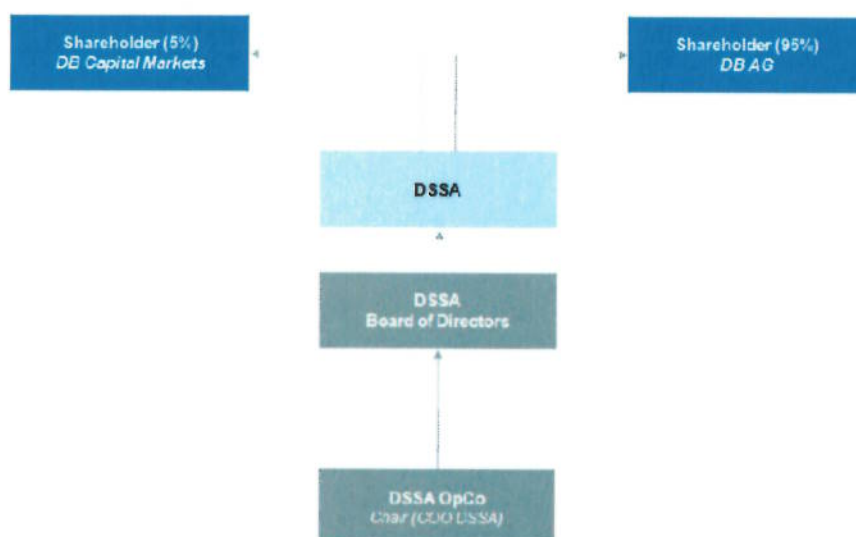 Shareholder (5%)
DB Capital Markets
Shareholder (95%)
DB AG
DSSA
DSSA
Board of Directors
DSSA OpCo
Chair (COO DSSA)